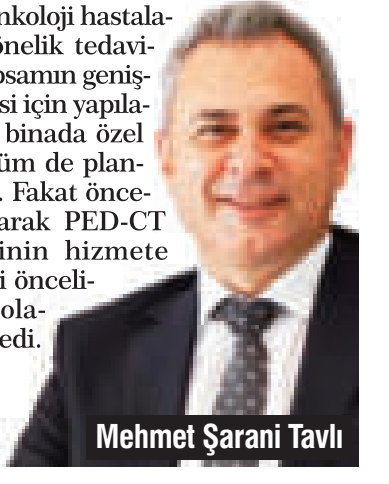 nkoloji hastala-
önelik tedavi-
psamın geniş-
si için yapıla-
binada özel
üm de plan-
. Fakat önce-
arak PED-CT
inin hizmete
i önceli-
ola-
edi.
Mehmet Şarani Tavlı